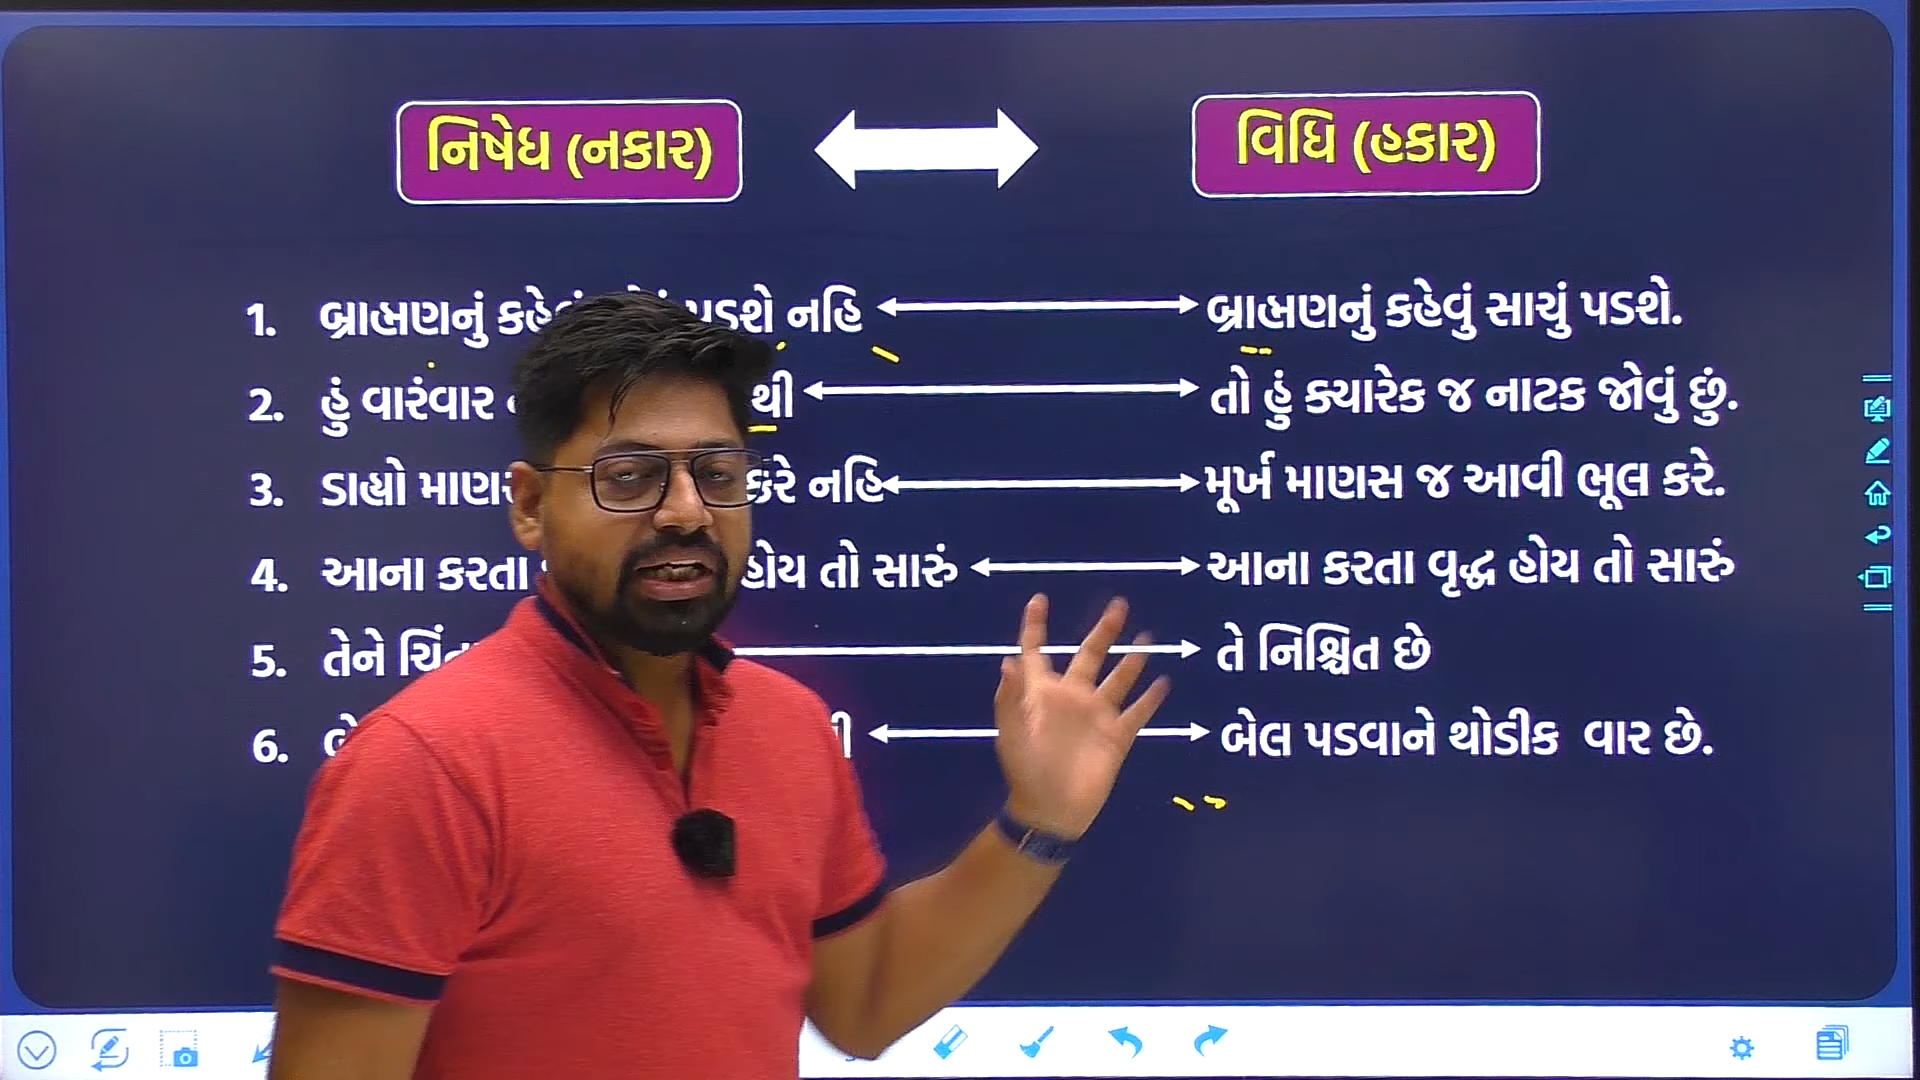 નિષેધ (નકાર) વિધિ (હકાર)
1. બ્રાહ્મણનું પડશે નહિ બ્રાહ્મણનું કહેવું સાચું પડશે.
2. હું વારંવાર તો હું ક્યારેક જ નાટક જોવું છું.
3. ડાહ્યો કરે નહિ મૂર્ખ માણસ જ આવી ભૂલ કરે.
4. આના કરતા હોય તો સારું આના કરતા વૃદ્ધ હોય તો સારું
5. તેને તે નિશ્ચિત છે
6. બેલ પડવાને થોડીક વાર છે.